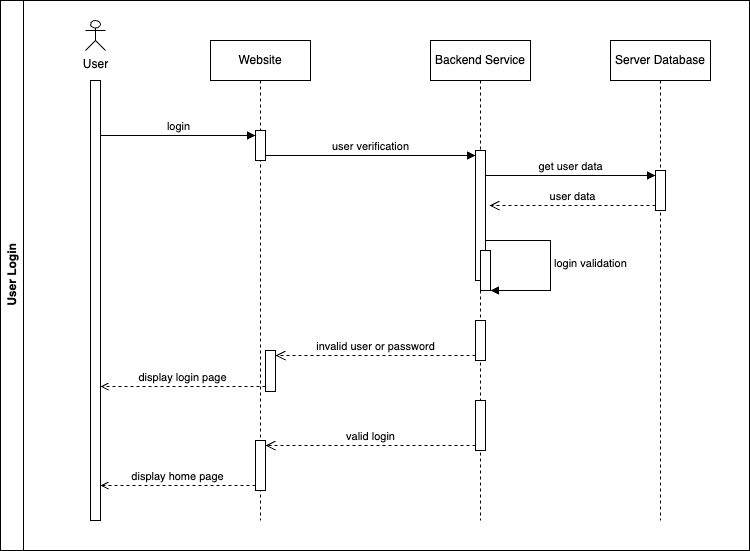 User Login
User
Website
Backend Service
Server Database
login
user verification
get user data
user data
login validation
invalid user or password
display login page
valid login
display home page